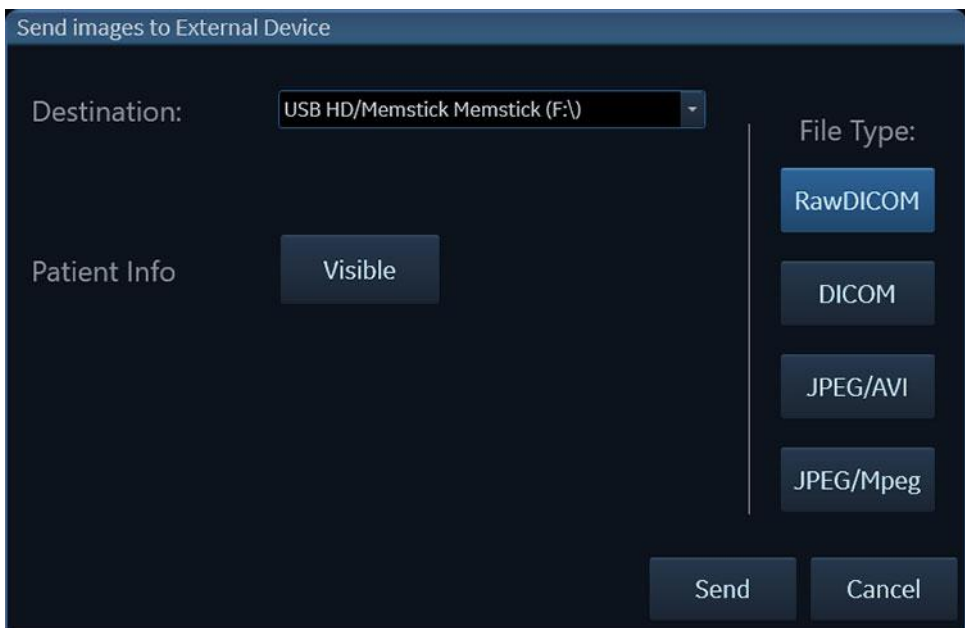 Send images to External Device
Destination:
USB HD/Memstick Memstick (F:\)
File Type:
RawDICOM
Patient Info
Visible
DICOM
JPEG/AVI
JPEG/Mpeg
Send
Cancel